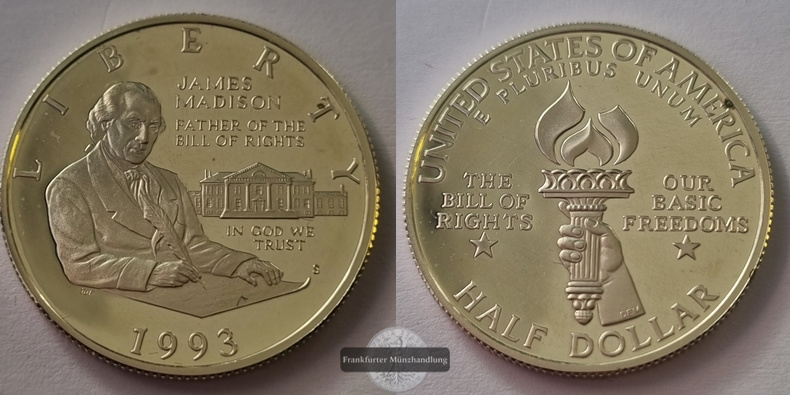 LIBERTY
JAMES
MADISON
FATHER OF THE
BILL OF RIGHTS
IN GOD WE
TRUST
S
1993
UNITED STATES OF AMERICA
E PLURIBUS UNUM
THE
BILL OF
RIGHTS
OUR
BASIC
FREEDOMS
HALF DOLLAR
Frankfurter Münzhandlung